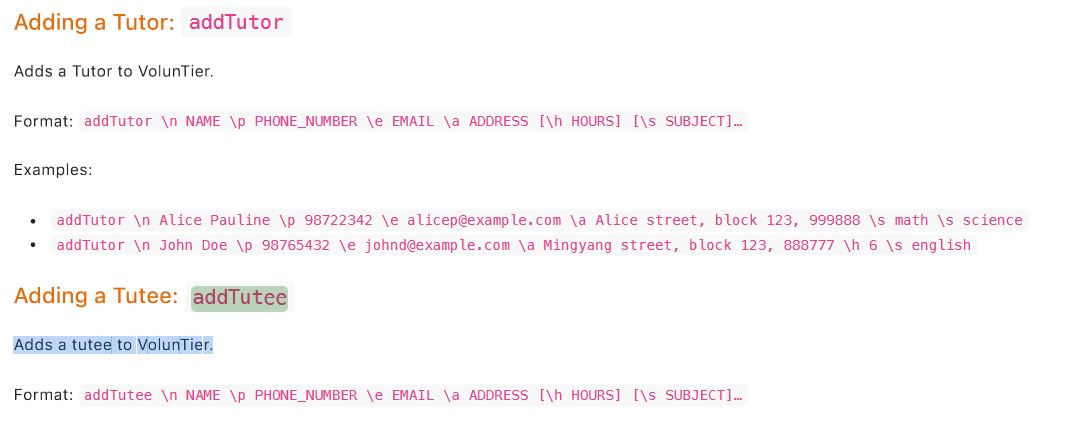 Adding a Tutor: addTutor
Adds a Tutor to VolunTier.
Format: addTutor \n NAME \p PHONE_NUMBER \e EMAIL \a ADDRESS [\h HOURS] [\s SUBJECT]…
Examples:
• addTutor \n Alice Pauline \p 98722342 \e alicep@example.com \a Alice street, block 123, 999888 \s math \s science
• addTutor \n John Doe \p 98765432 \e johnd@example.com \a Mingyang street, block 123, 888777 \h 6 \s english
Adding a Tutee: addTutee
Adds a tutee to VolunTier.
Format: addTutee \n NAME \p PHONE_NUMBER \e EMAIL \a ADDRESS [\h HOURS] [\s SUBJECT]…